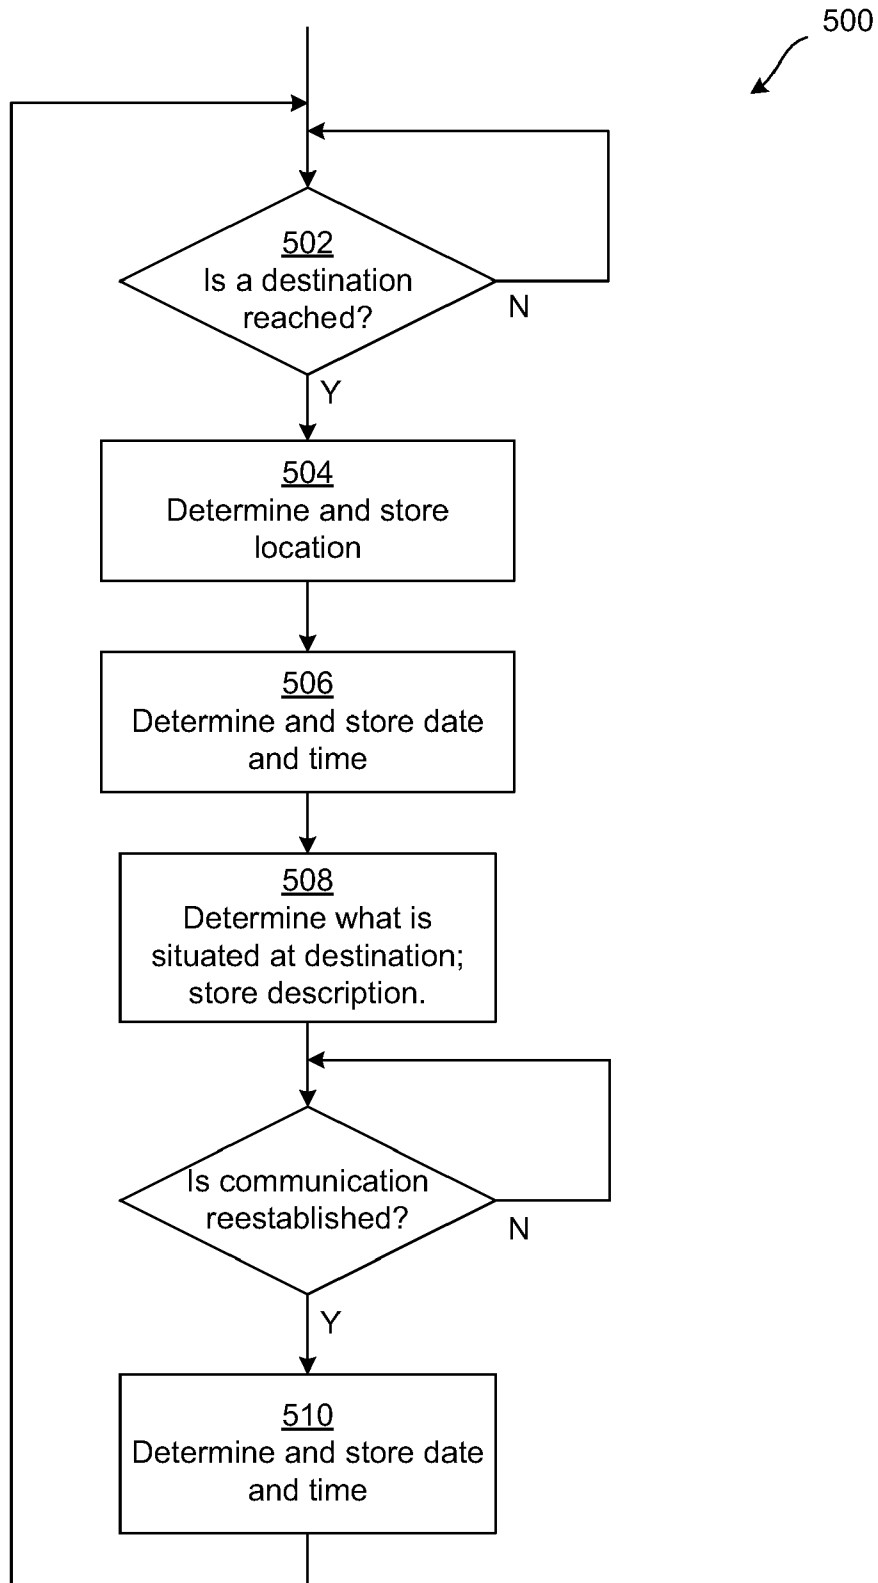 500
502
Is a destination
reached?
N
Y
504
Determine and store
location
506
Determine and store date
and time
508
Determine what is
situated at destination;
store description.
Is communication
reestablished?
N
Y
510
Determine and store date
and time